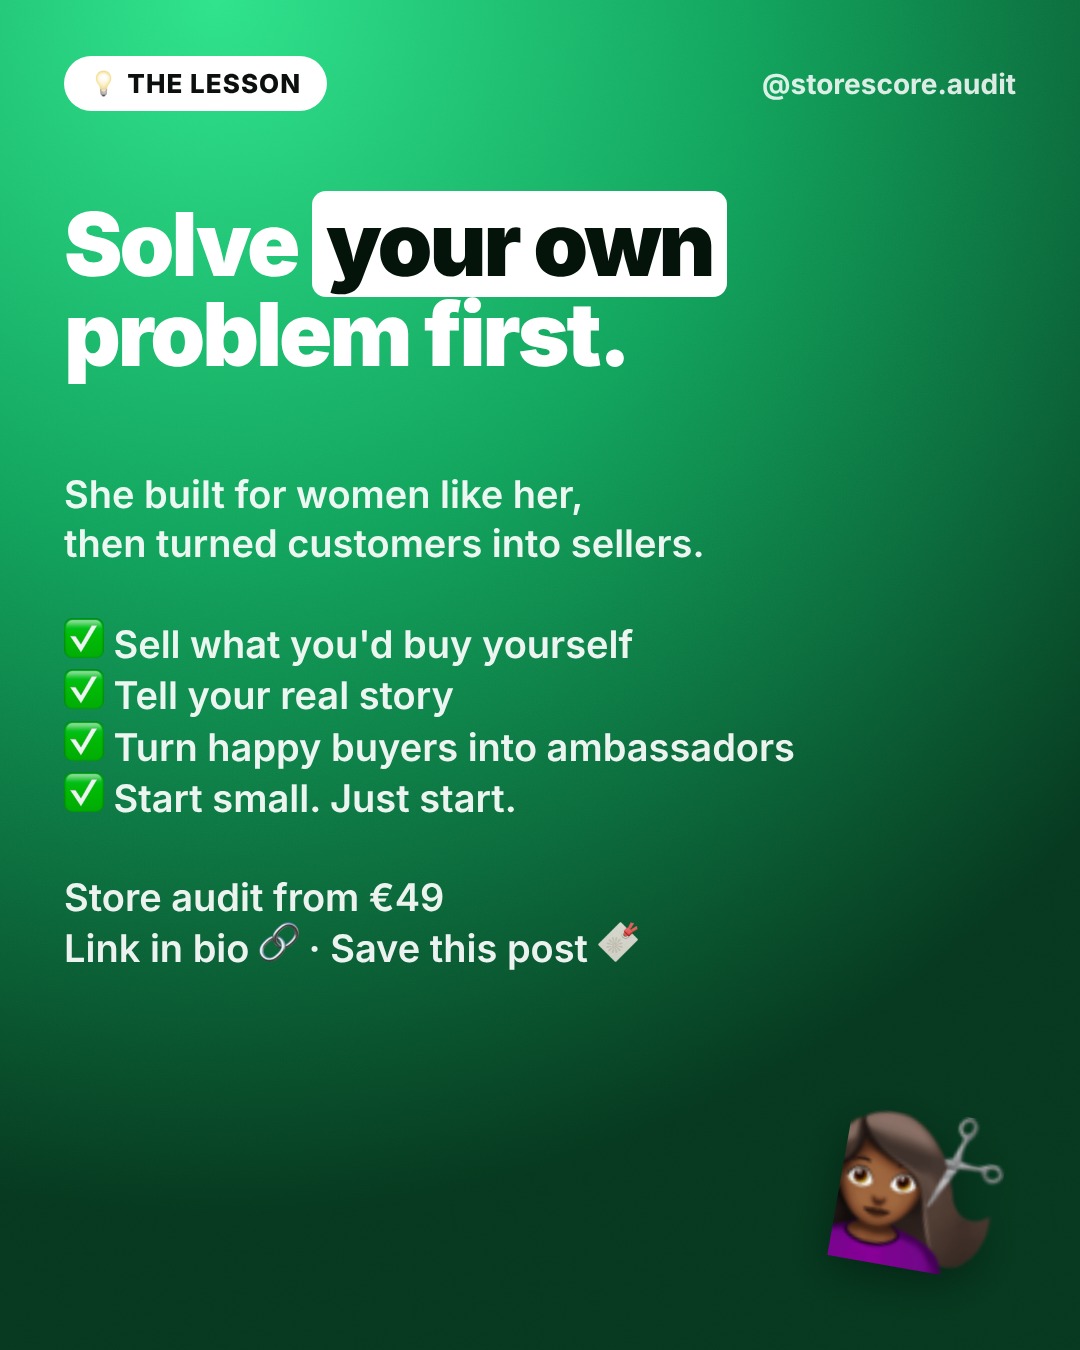 💡 THE LESSON
@storescore.audit
Solve your own
problem first.
She built for women like her,
then turned customers into sellers.
✅ Sell what you'd buy yourself
✅ Tell your real story
✅ Turn happy buyers into ambassadors
✅ Start small. Just start.
Store audit from €49
Link in bio 🔗 · Save this post 🔖